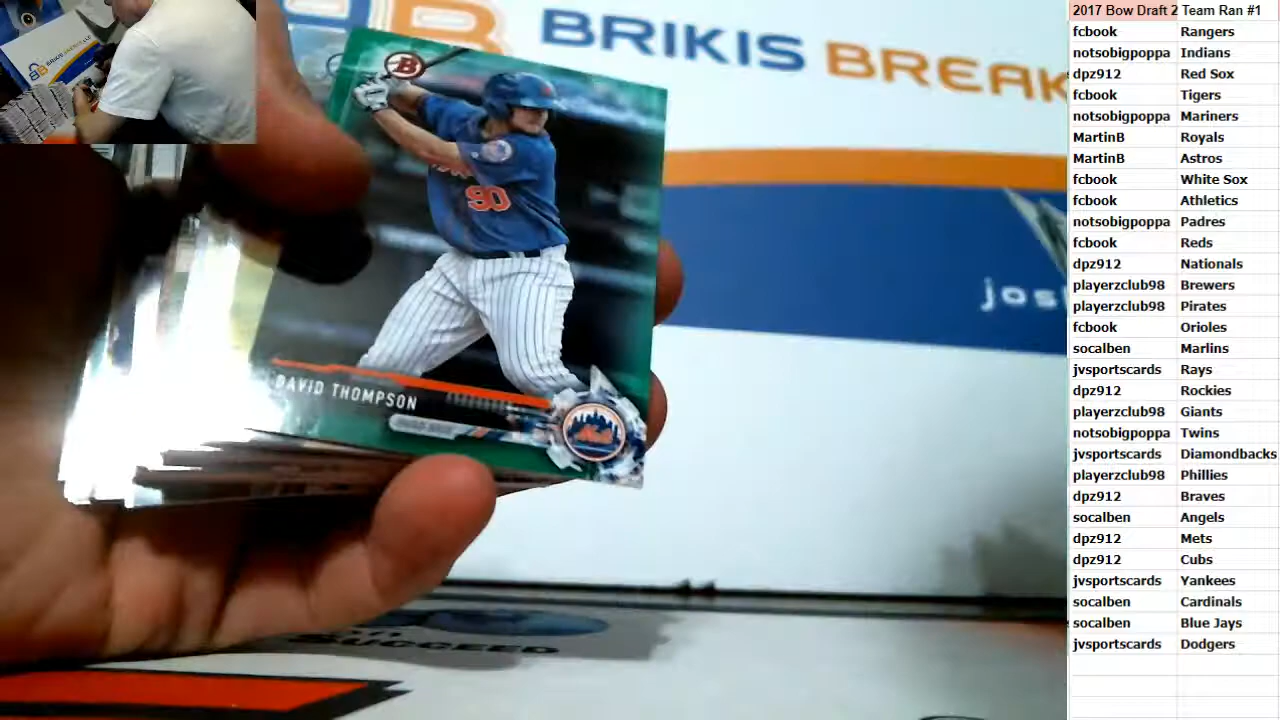 BRIKIS BREAK
B
90
DAVID THOMPSON
Mets
josh
SUCCEED
2017 Bow Draft 2 Team Ran #1
fcbook Rangers
notsobigpoppa Indians
dpz912 Red Sox
fcbook Tigers
notsobigpoppa Mariners
MartinB Royals
MartinB Astros
fcbook White Sox
fcbook Athletics
notsobigpoppa Padres
fcbook Reds
dpz912 Nationals
playerzclub98 Brewers
playerzclub98 Pirates
fcbook Orioles
socalben Marlins
jvsportscards Rays
dpz912 Rockies
playerzclub98 Giants
notsobigpoppa Twins
jvsportscards Diamondbacks
playerzclub98 Phillies
dpz912 Braves
socalben Angels
dpz912 Mets
dpz912 Cubs
jvsportscards Yankees
socalben Cardinals
socalben Blue Jays
jvsportscards Dodgers